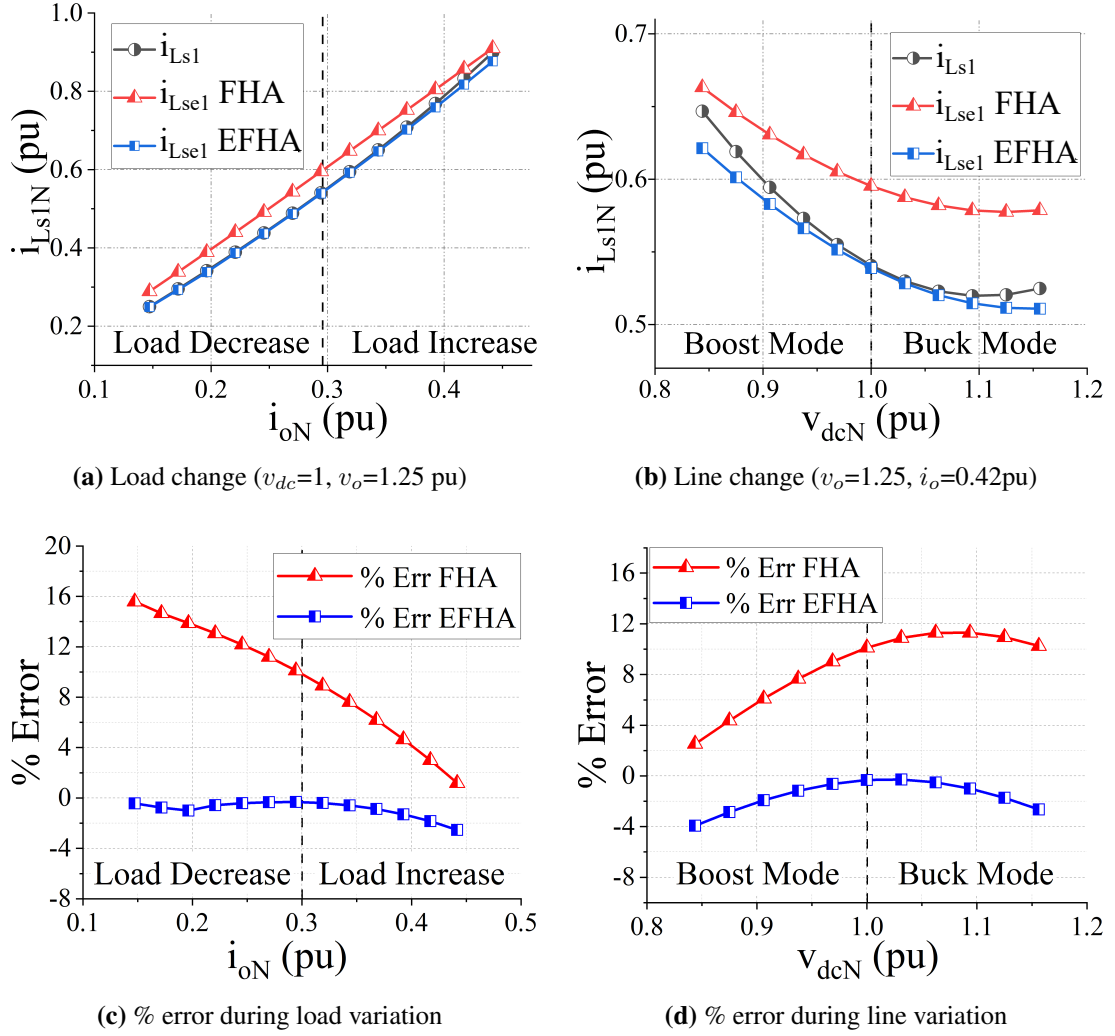 1.0
0.8
0.6
0.4
0.2
i_Ls1N (pu)
i_Ls1
i_Lse1 FHA
i_Lse1 EFHA
Load Decrease Load Increase
0.1 0.2 0.3 0.4
i_oN (pu)
(a) Load change (v_dc=1, v_o=1.25 pu)
0.7
0.6
0.5
i_Ls1N (pu)
i_Ls1
i_Lse1 FHA
i_Lse1 EFHA
Boost Mode Buck Mode
0.8 0.9 1.0 1.1 1.2
v_dcN (pu)
(b) Line change (v_o=1.25, i_o=0.42pu)
20
16
12
8
4
0
-4
-8
% Error
% Err FHA
% Err EFHA
Load Decrease Load Increase
0.1 0.2 0.3 0.4 0.5
i_oN (pu)
(c) % error during load variation
16
12
8
4
0
-4
-8
% Error
% Err FHA
% Err EFHA
Boost Mode Buck Mode
0.8 0.9 1.0 1.1 1.2
v_dcN (pu)
(d) % error during line variation